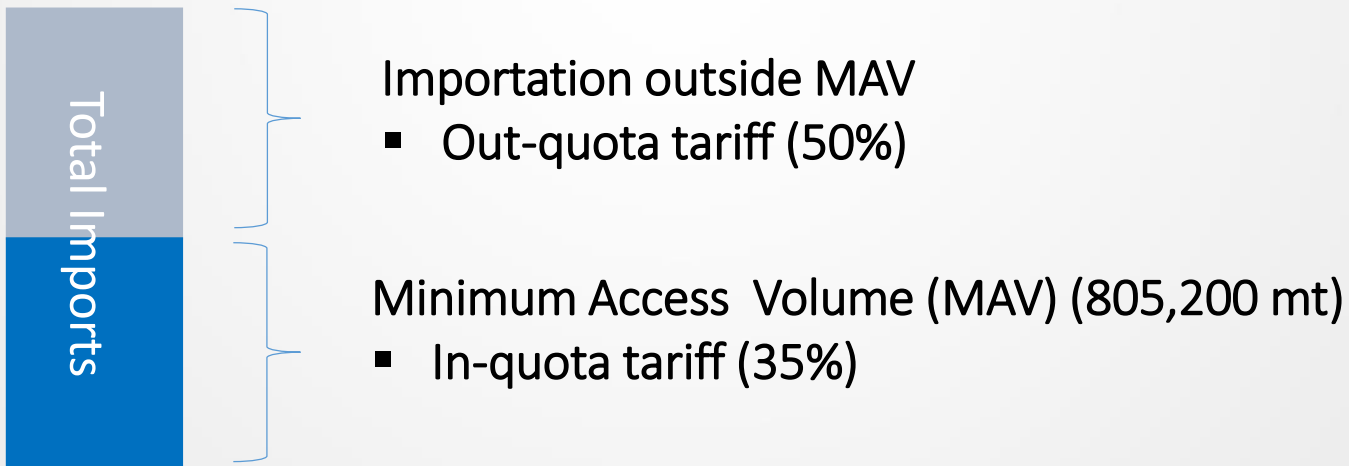 Total Imports
Importation outside MAV
▪ Out-quota tariff (50%)
Minimum Access Volume (MAV) (805,200 mt)
▪ In-quota tariff (35%)